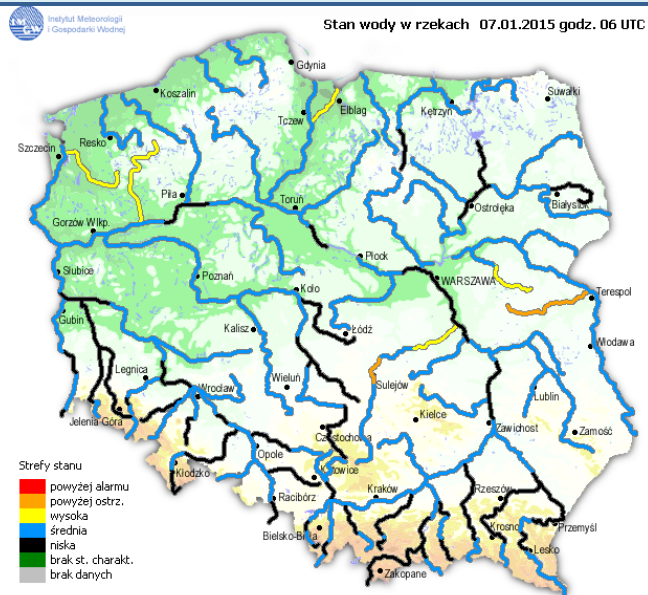 Instytut Meteorologii
i Gospodarki Wodnej
IMGW
Stan wody w rzekach 07.01.2015 godz. 06 UTC
Gdynia
Koszalin
Suwałki
Elbląg
Kętrzyn
Tczew
Resko
Szczecin
Piła
Białystok
Toruń
Ostrołęka
Gorzów Wlkp.
Płock
Słubice
Poznań
WARSZAWA
Koło
Terespol
Gubin
Kalisz
Łódź
Włodawa
Legnica
Wieluń
Sulejów
Wrocław
Lublin
Jelenia Góra
Kielce
Zawichost
Zamość
Częstochowa
Opole
Kłodzko
Katowice
Racibórz
Kraków
Rzeszów
Krosno
Przemyśl
Bielsko-Biała
Lesko
Zakopane
Strefy stanu
powyżej alarmu
powyżej ostrz.
wysoka
średnia
niska
brak st. charakt.
brak danych